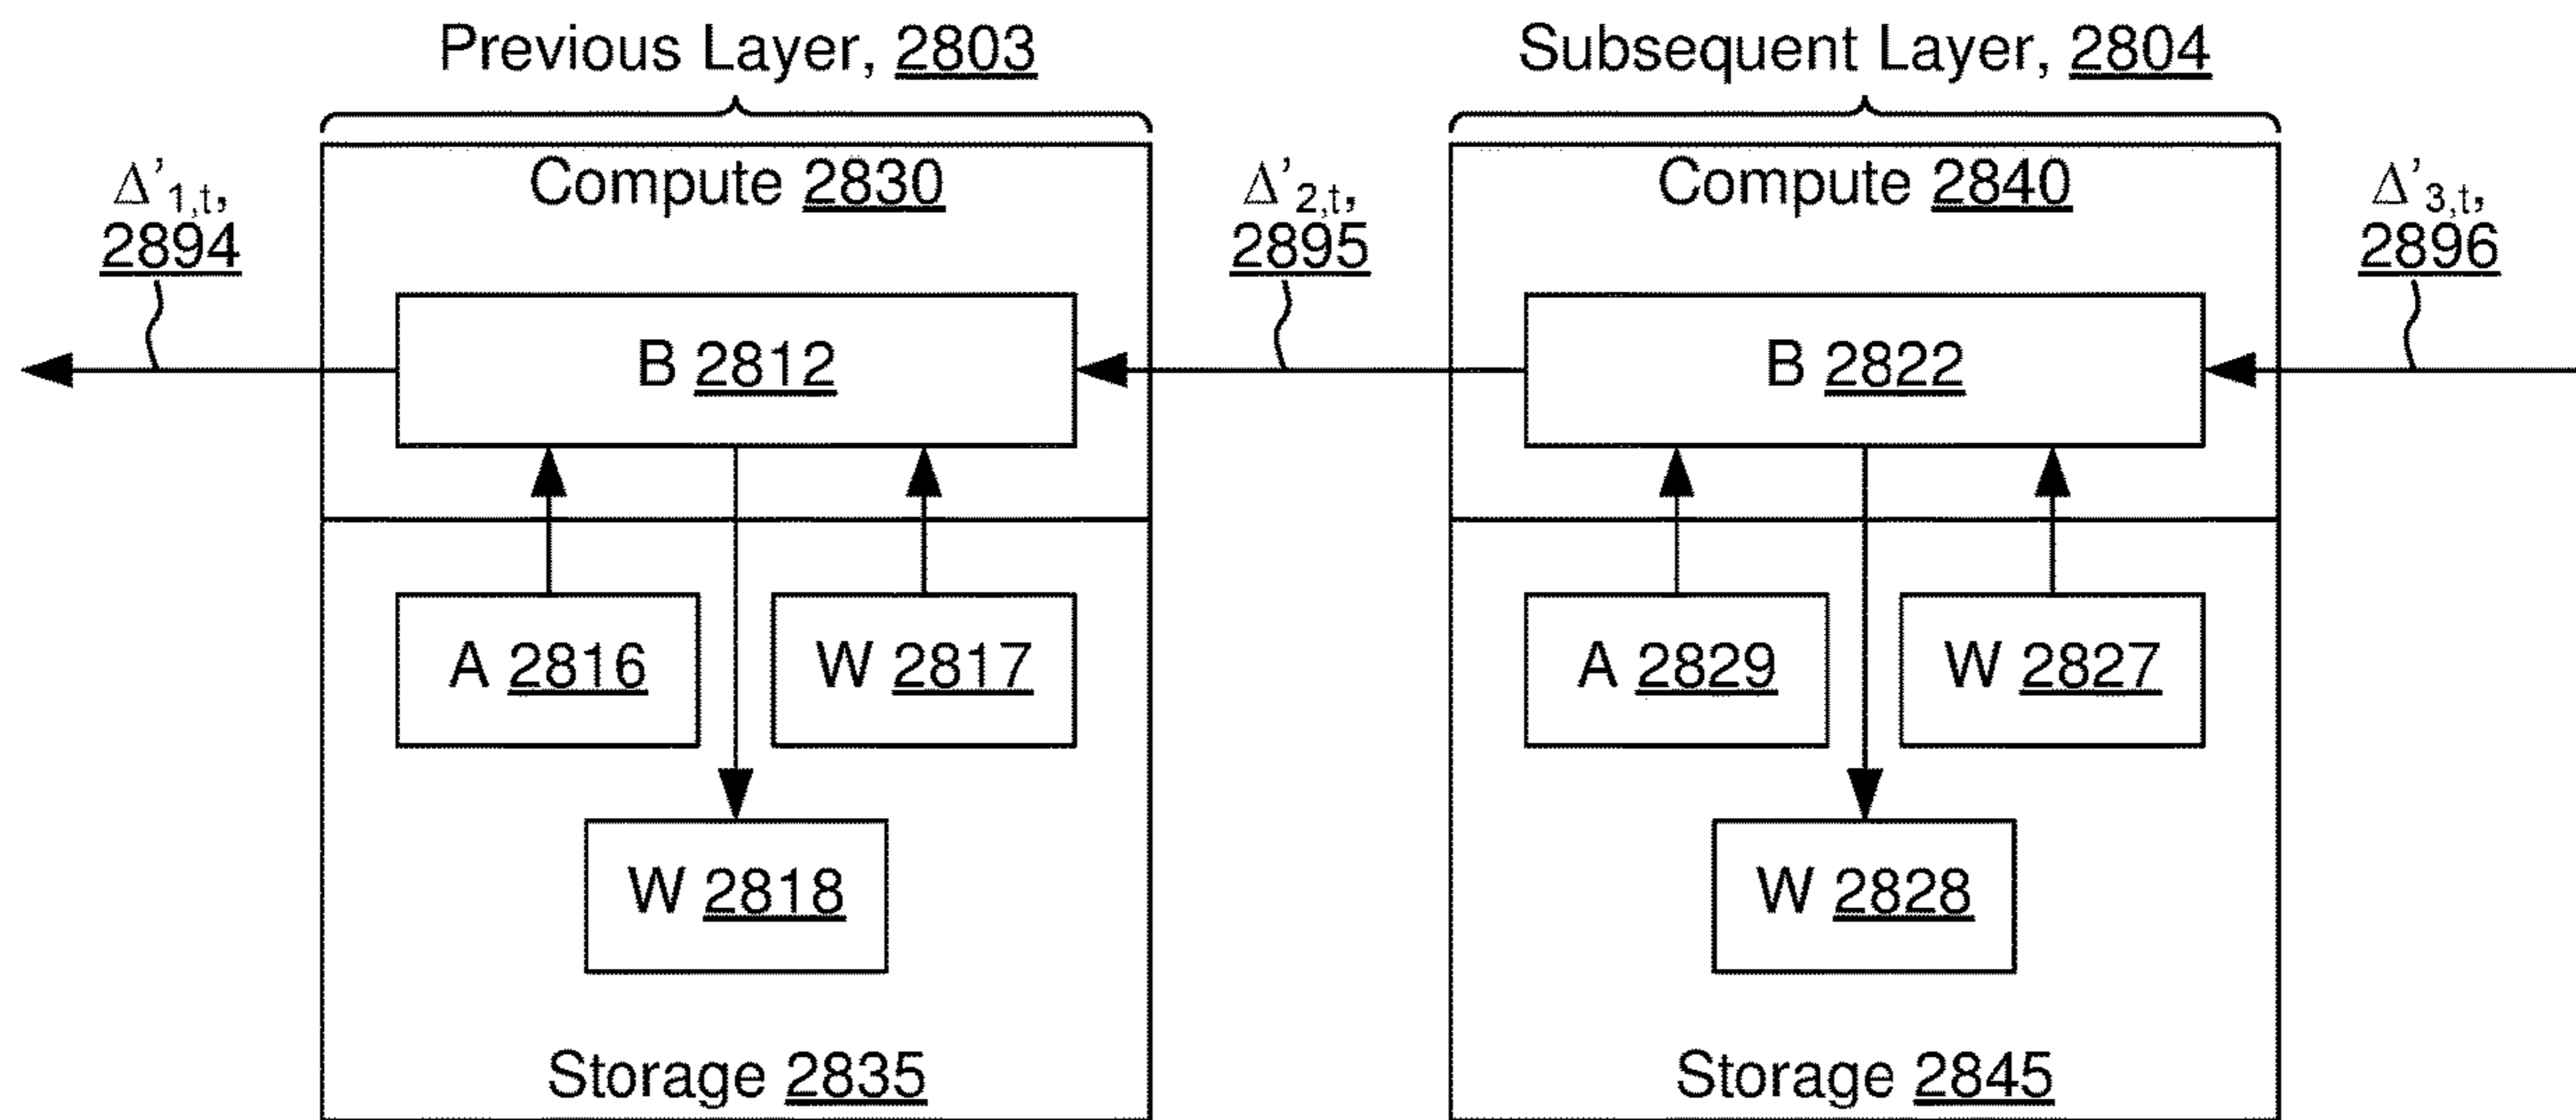 Previous Layer, 2803
Subsequent Layer, 2804
Δ'1,t,
2894
Compute 2830
Δ'2,t,
2895
Compute 2840
Δ'3,t,
2896
B 2812
B 2822
A 2816
W 2817
A 2829
W 2827
W 2818
W 2828
Storage 2835
Storage 2845